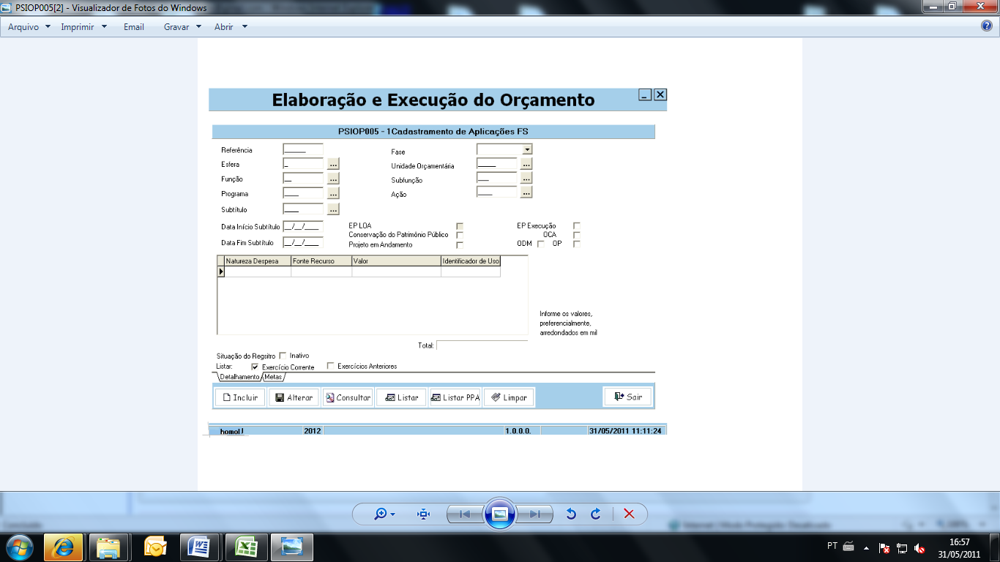 PSIOP005[2] - Visualizador de Fotos do Windows
Arquivo Imprimir Email Gravar Abrir
Elaboração e Execução do Orçamento
PSIOP005 - 1Cadastramento de Aplicações FS
Referência Fase
Esfera Unidade Orçamentária
Função Subfunção
Programa Ação
Subtítulo
Data Início Subtítulo __/__/____ EP LOA EP Execução
Conservação do Patrimônio Público OCA
Data Fim Subtítulo __/__/____ Projeto em Andamento ODM OP
Natureza Despesa Fonte Recurso Valor Identificador de Uso
Informe os valores,
preferencialmente,
arredondados em mil
Total:
Situação do Regsitro Inativo
Listar: Exercício Corrente Exercícios Anteriores
Detalhamento Metas
Incluir Alterar Consultar Listar Listar PPA Limpar Sair
2012 1.0.0.0. 31/05/2011 11:11:24
Internet | Modo Protegido: Desativado
PT 16:57
31/05/2011